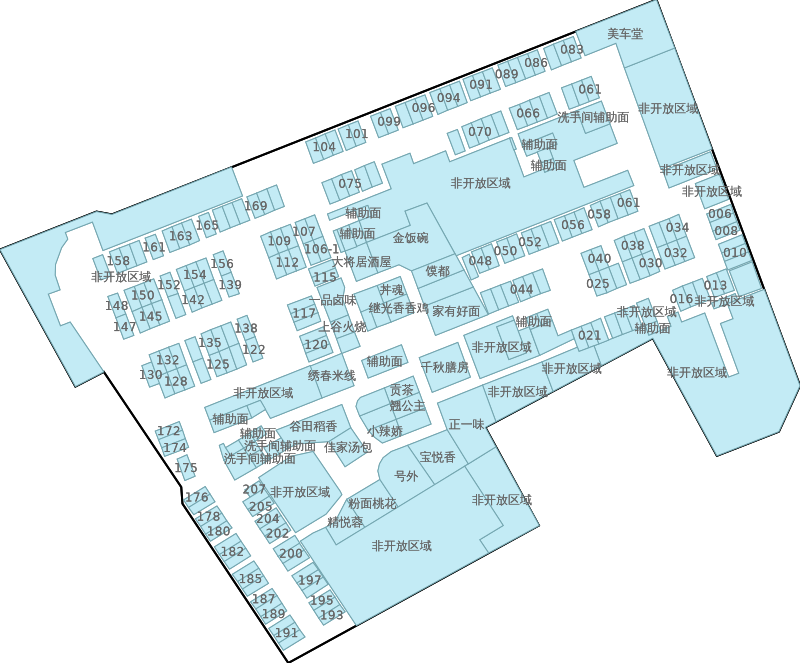 美车堂
083
086
089
091
094
096
099
101
104
061
066
070
洗手间辅助面
非开放区域
辅助面
辅助面
075
非开放区域
非开放区域
非开放区域
169
165
163
161
158
非开放区域
辅助面
辅助面
金饭碗
061
058
056
052
050
048
006
008
010
034
032
038
030
040
025
107
109
106-1
112
大将居酒屋
115
馍都
156
154
152
139
150
142
148
145
147
044
丼魂
继光香香鸡
家有好面
一品卤味
117
上谷火烧
120
013
016
非开放区域
非开放区域
辅助面
辅助面
021
138
135
122
125
132
130
128
非开放区域
非开放区域
非开放区域
非开放区域
千秋膳房
辅助面
绣春米线
非开放区域
贡茶
翘公主
小辣娇
正一味
辅助面
谷田稻香
辅助面
洗手间辅助面
洗手间辅助面
佳家汤包
172
174
175
宝悦香
号外
207
非开放区域
205
204
202
粉面桃花
精悦蓉
非开放区域
非开放区域
176
178
180
182
200
185
197
187
189
195
193
191